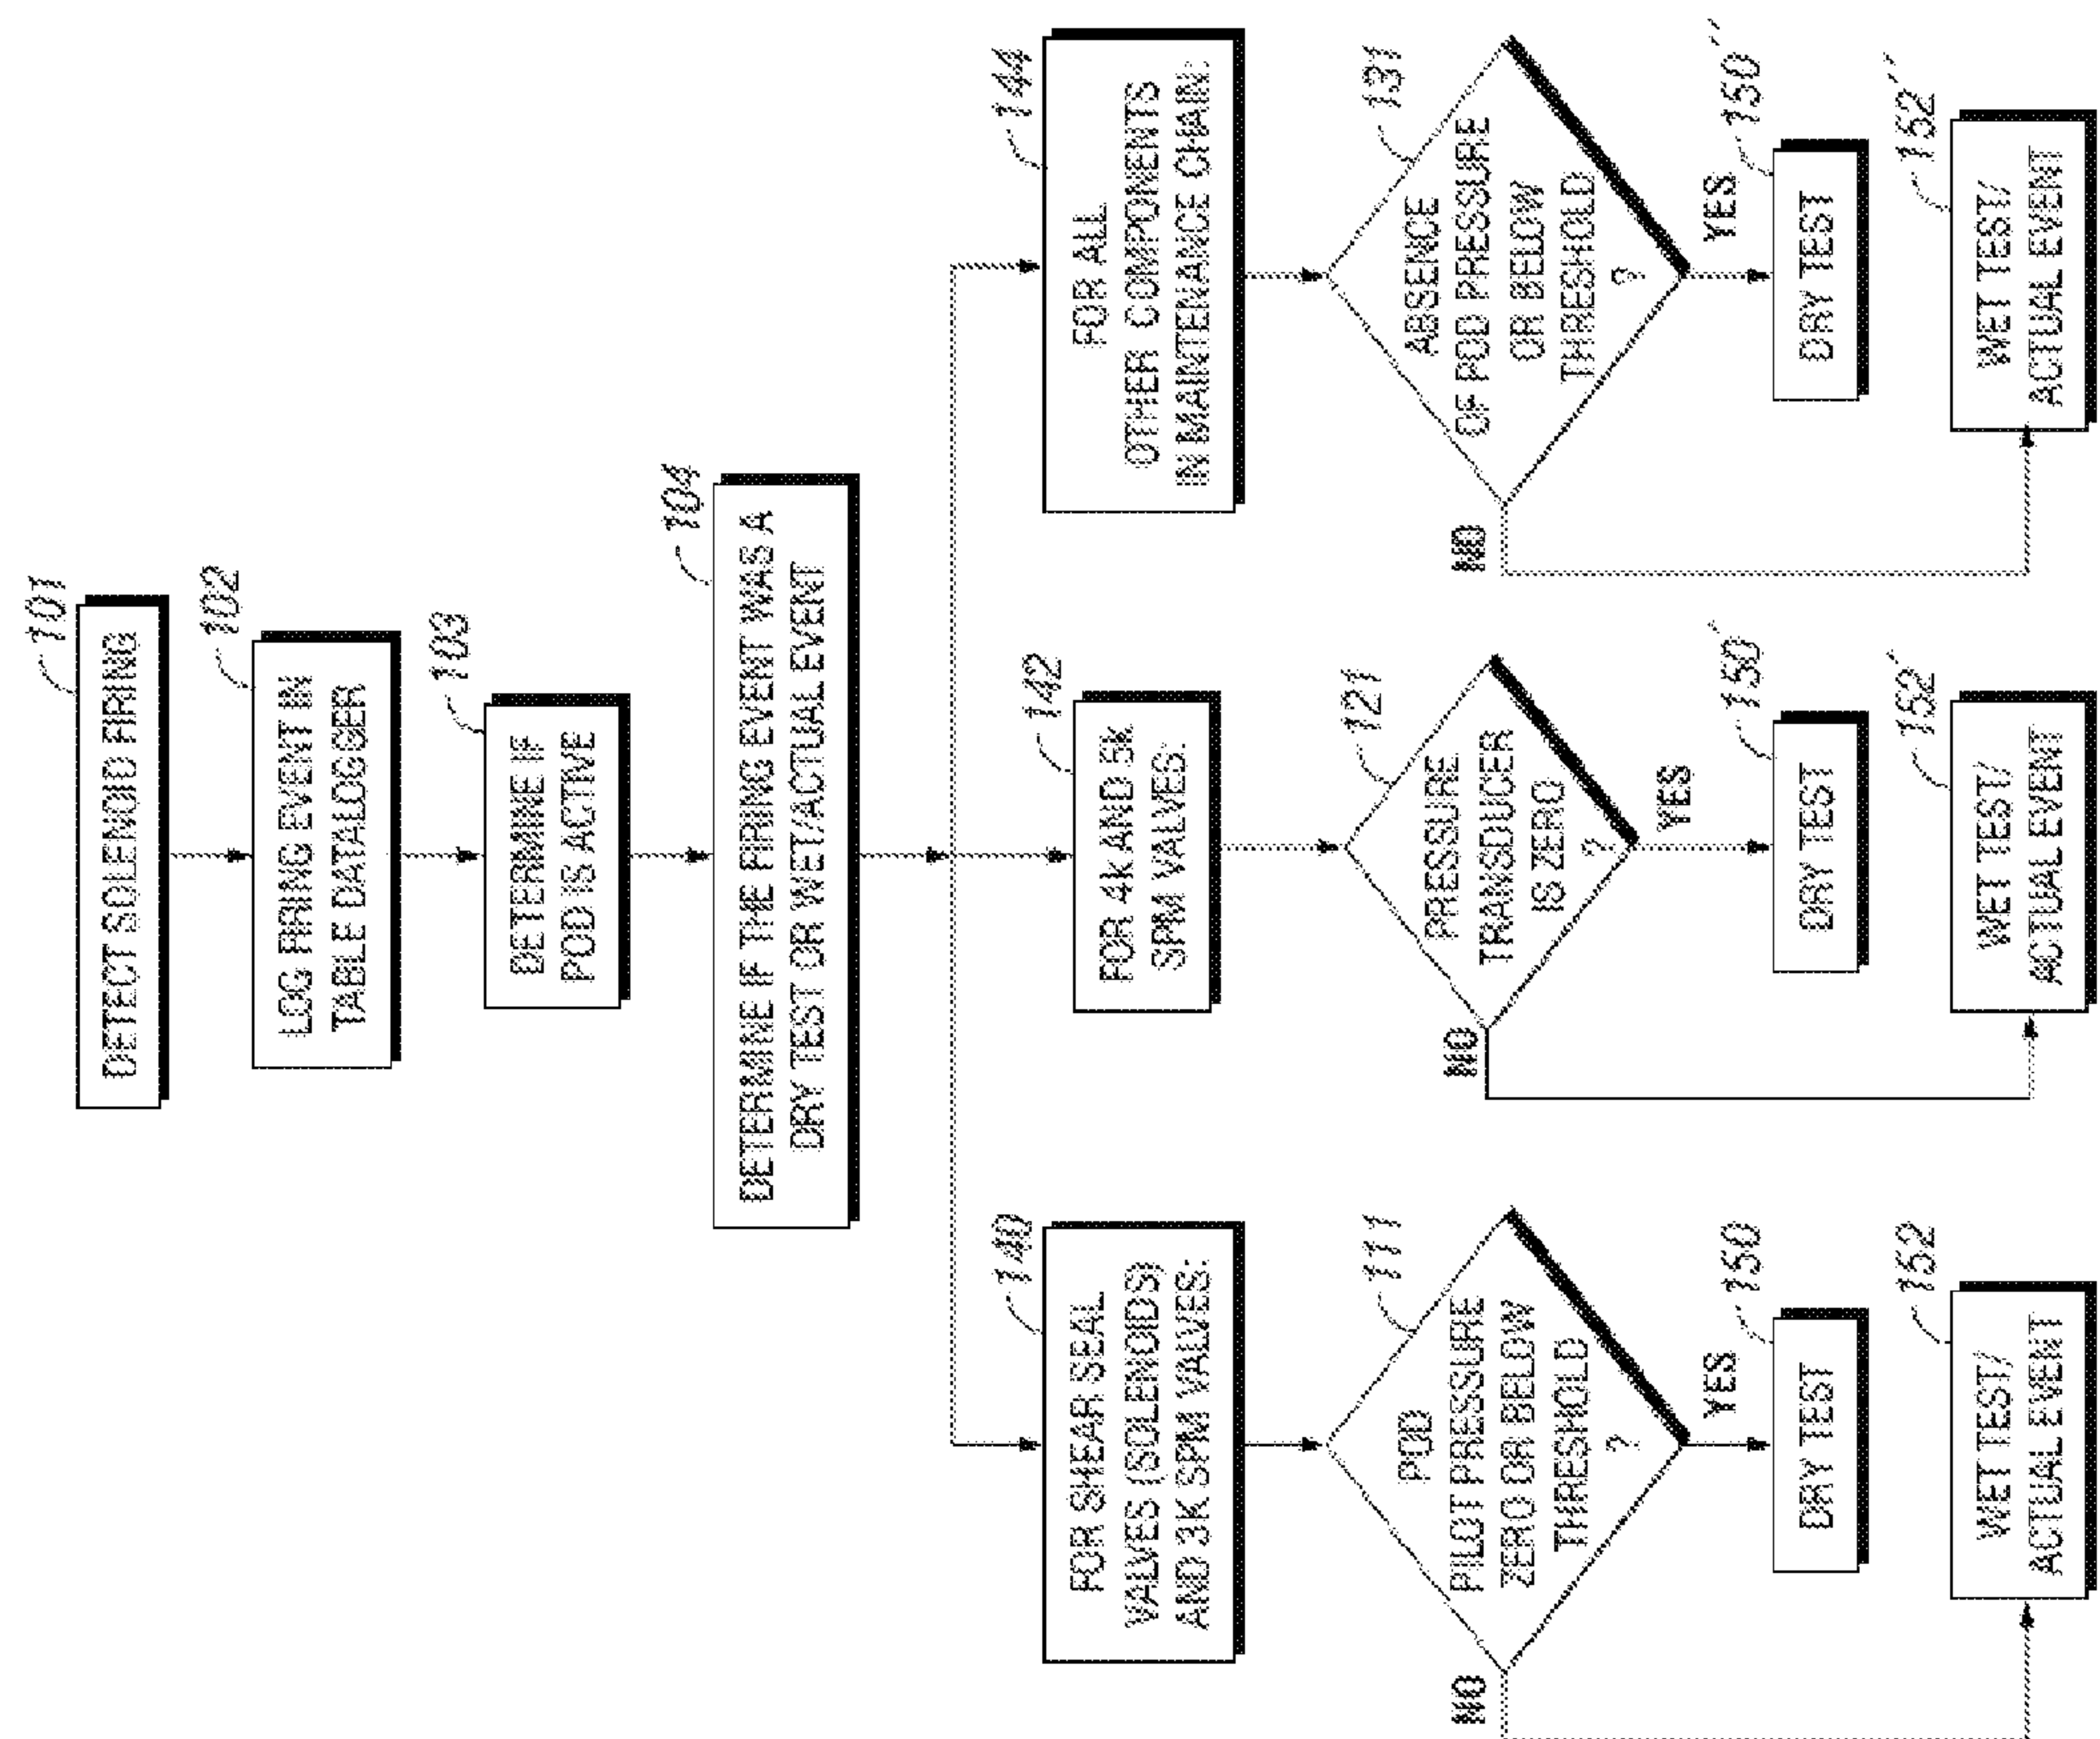 101
DETECT SOLENOID FIRING
102
LOG FIRING EVENT IN
TABLE DATALOGGER
103
DETERMINE IF
POD IS ACTIVE
104
DETERMINE IF THE FIRING EVENT WAS A
DRY TEST OR WET/ACTUAL EVENT
140
FOR SHEAR SEAL
VALVES (SOLENOIDS)
AND 3K SPM VALVES:
111
POD
PILOT PRESSURE
ZERO OR BELOW
THRESHOLD
?
NO
YES
150
DRY TEST
152
WET TEST/
ACTUAL EVENT
142
FOR 4k AND 5k
SPM VALVES:
121
PRESSURE
TRANSDUCER
IS ZERO
?
NO
YES
150'
DRY TEST
152'
WET TEST/
ACTUAL EVENT
144
FOR ALL
OTHER COMPONENTS
IN MAINTENANCE CHAIN:
131
ABSENCE
OF POD PRESSURE
OR BELOW
THRESHOLD
?
NO
YES
150''
DRY TEST
152''
WET TEST/
ACTUAL EVENT